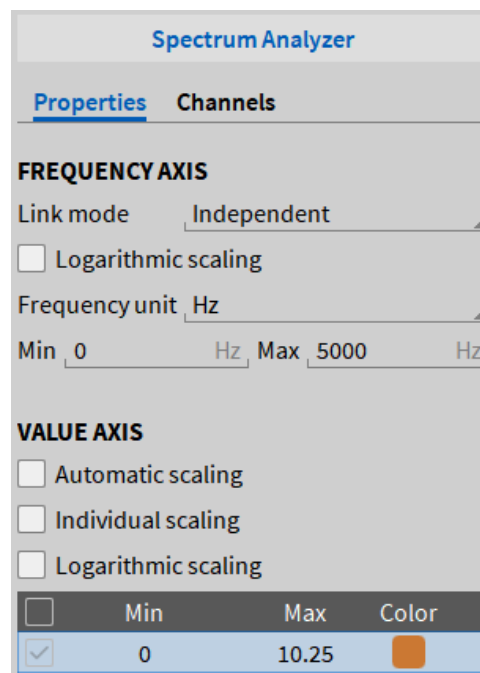 Spectrum Analyzer
Properties Channels
FREQUENCY AXIS
Link mode Independent
Logarithmic scaling
Frequency unit Hz
Min 0 Hz Max 5000 Hz
VALUE AXIS
Automatic scaling
Individual scaling
Logarithmic scaling
Min Max Color
0 10.25